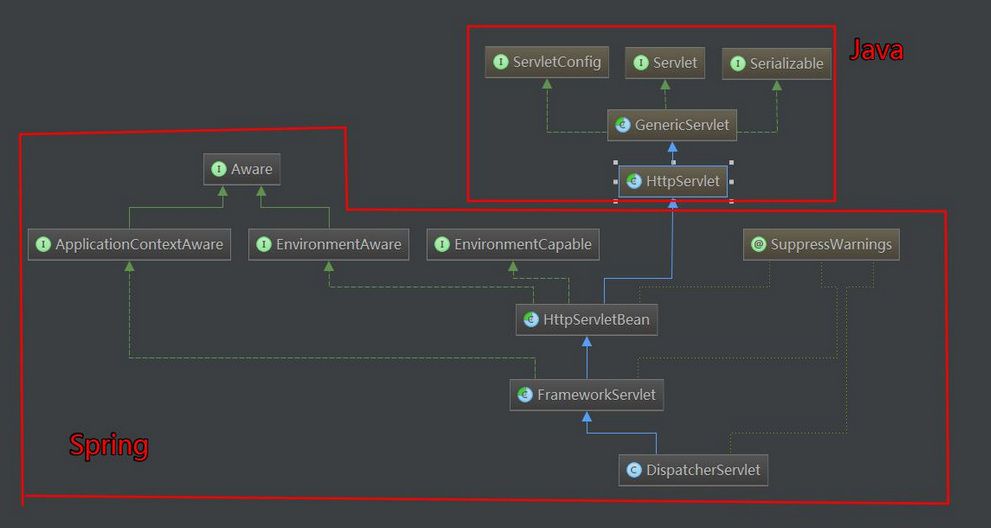 Java
I ServletConfig
I Servlet
I Serializable
C GenericServlet
C HttpServlet
I Aware
I ApplicationContextAware
I EnvironmentAware
I EnvironmentCapable
@ SuppressWarnings
C HttpServletBean
C FrameworkServlet
Spring
C DispatcherServlet